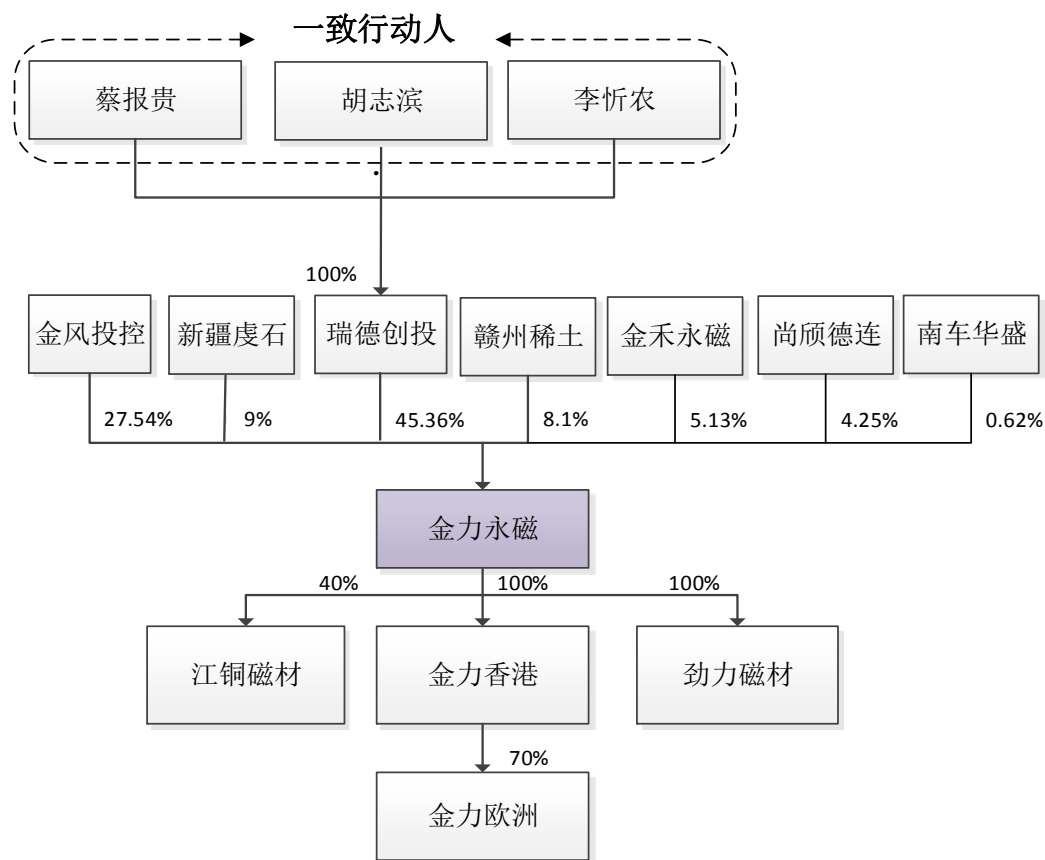 一致行动人
蔡报贵
胡志滨
李忻农
100%
金风投控
新疆虔石
瑞德创投
赣州稀土
金禾永磁
尚颀德连
南车华盛
27.54%
9%
45.36%
8.1%
5.13%
4.25%
0.62%
金力永磁
40%
100%
100%
江铜磁材
金力香港
劲力磁材
70%
金力欧洲